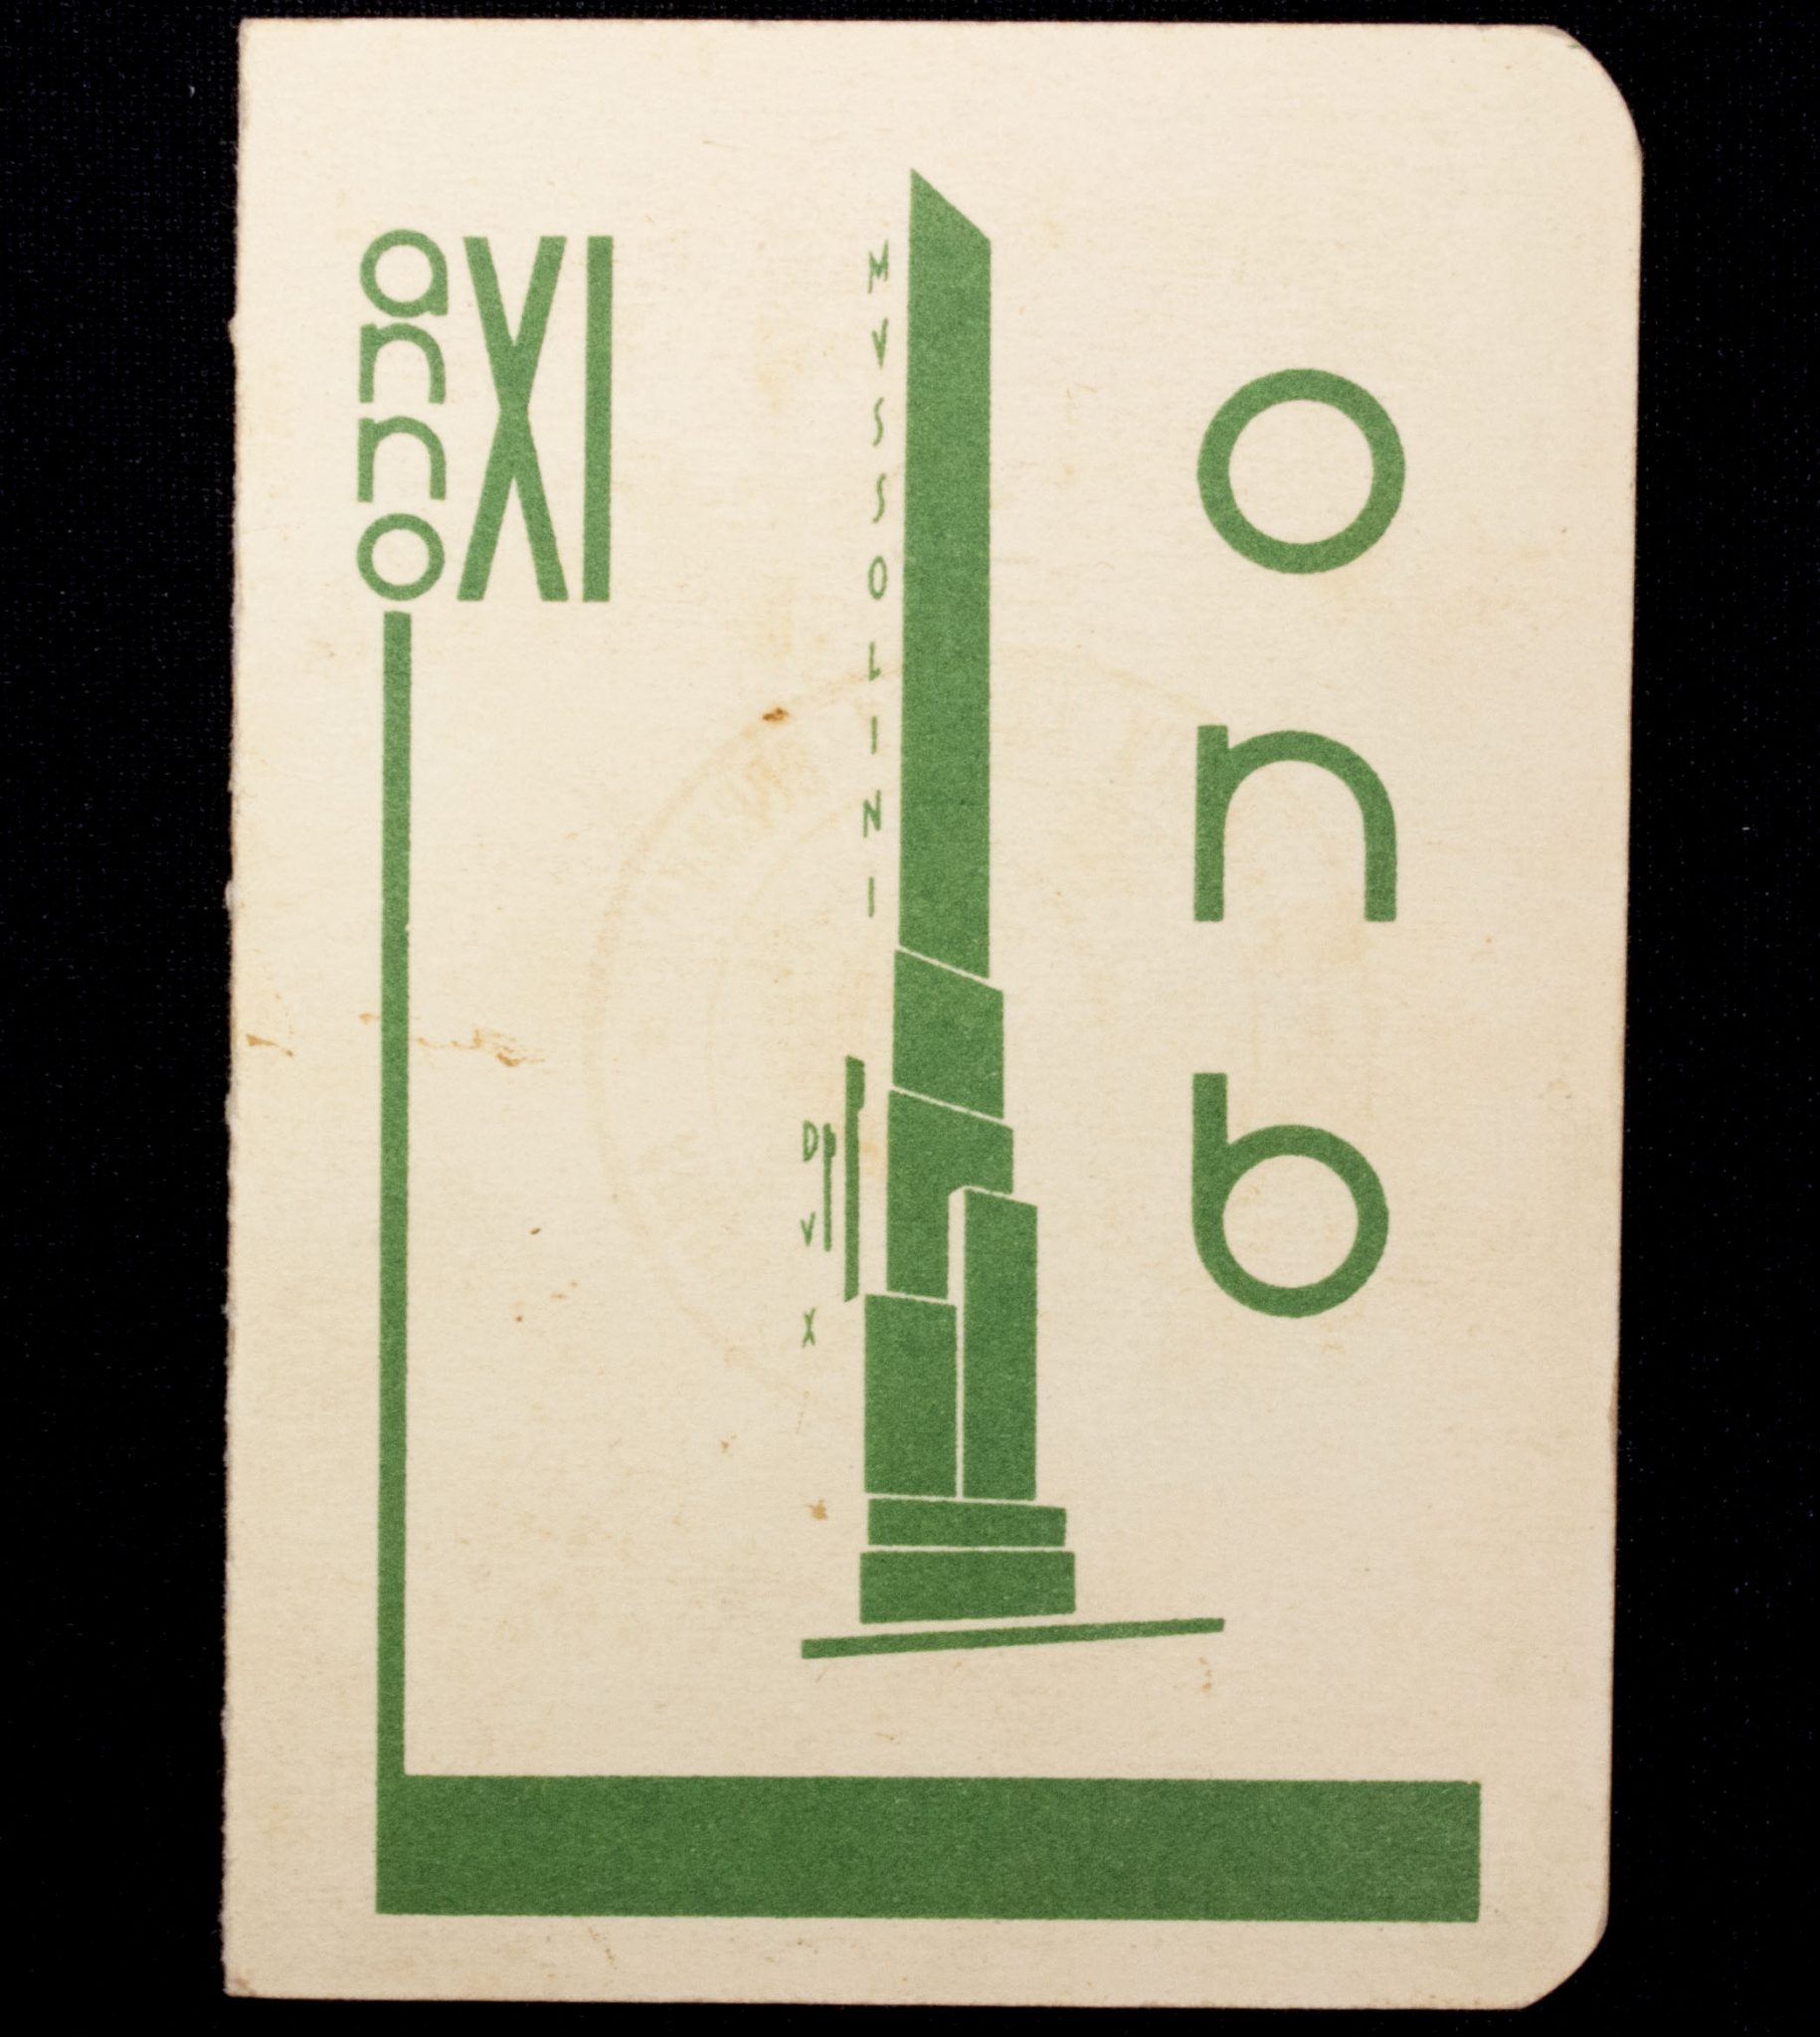 anno XI
MVSSOLINI
DVX
onb